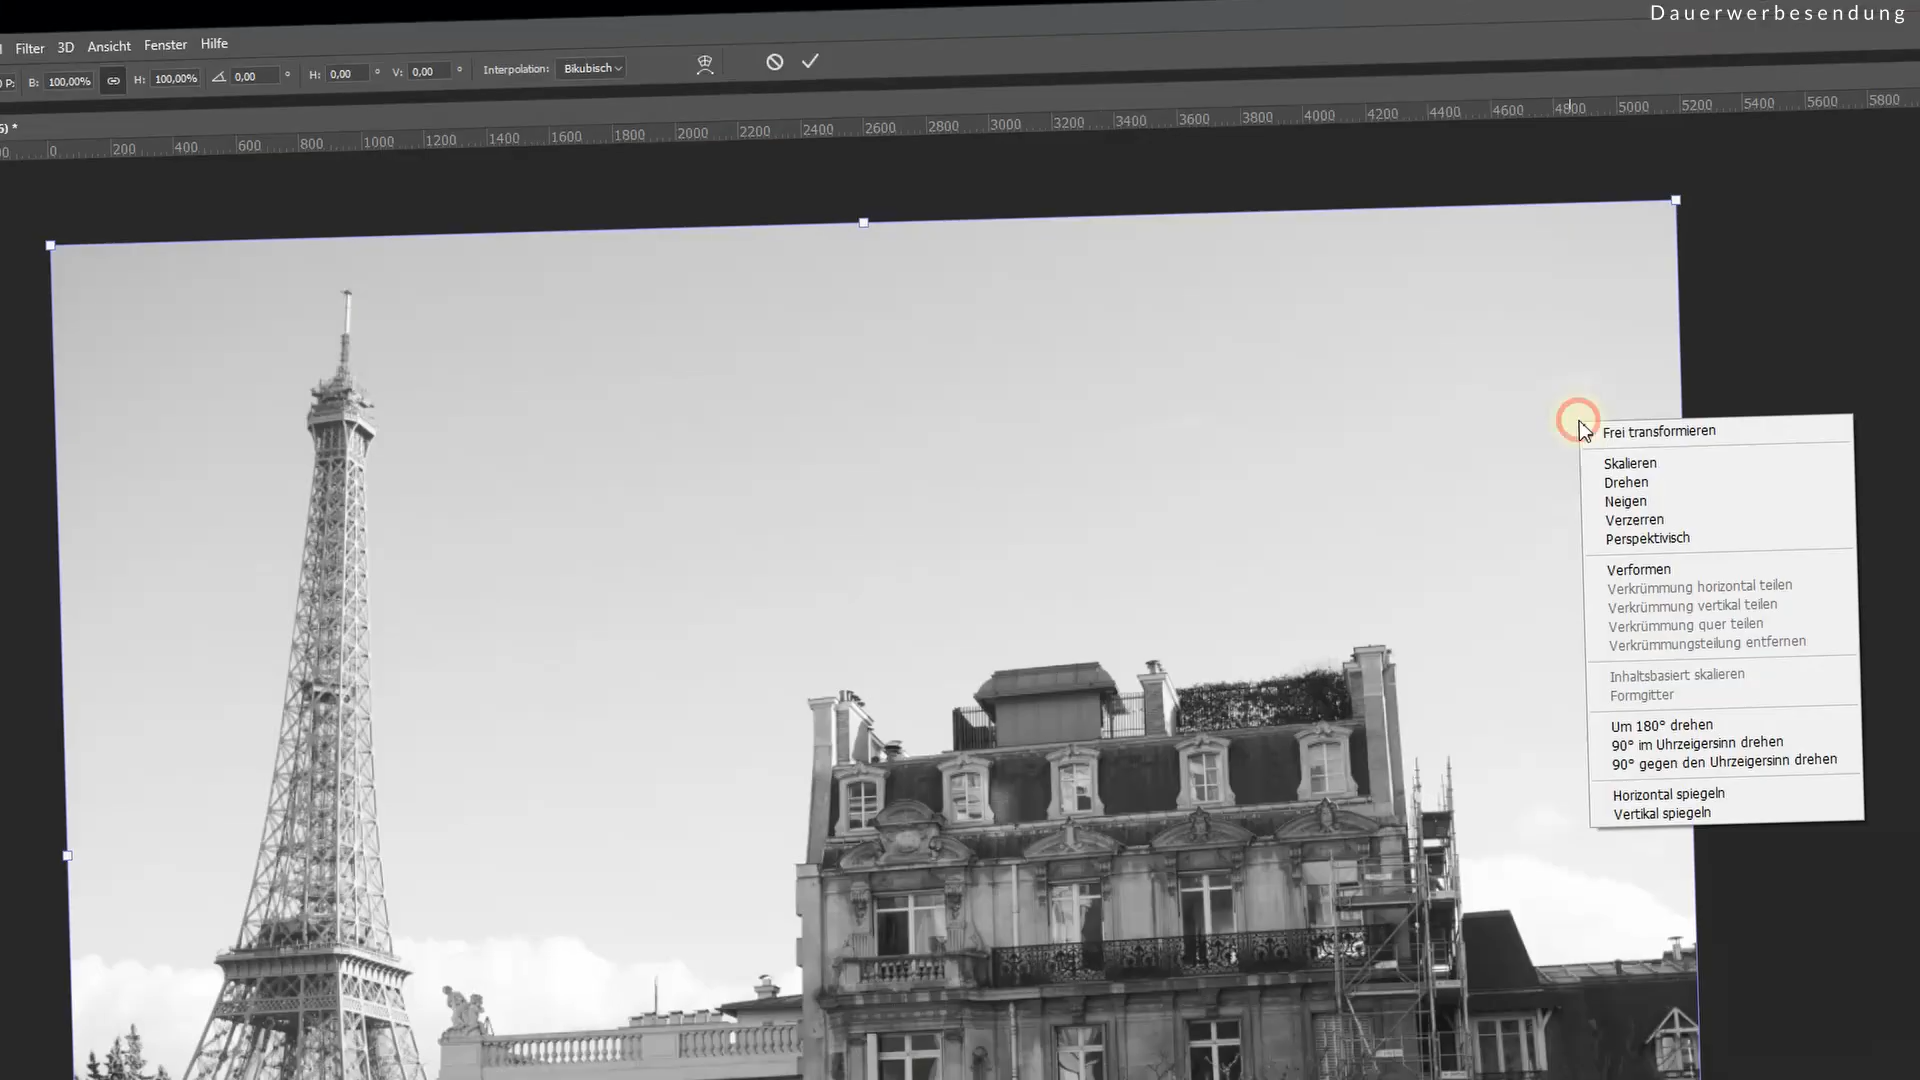 Dauerwerbesendung
Filter 3D Ansicht Fenster Hilfe
P: B: 100,00% H: 100,00% 0,00 ° H: 0,00 ° V: 0,00 ° Interpolation: Bikubisch
) *
0 200 400 600 800 1000 1200 1400 1600 1800 2000 2200 2400 2600 2800 3000 3200 3400 3600 3800 4000 4200 4400 4600 4800 5000 5200 5400 5600 5800
Frei transformieren
Skalieren
Drehen
Neigen
Verzerren
Perspektivisch
Verformen
Verkrümmung horizontal teilen
Verkrümmung vertikal teilen
Verkrümmung quer teilen
Verkrümmungsteilung entfernen
Inhaltsbasiert skalieren
Formgitter
Um 180° drehen
90° im Uhrzeigersinn drehen
90° gegen den Uhrzeigersinn drehen
Horizontal spiegeln
Vertikal spiegeln